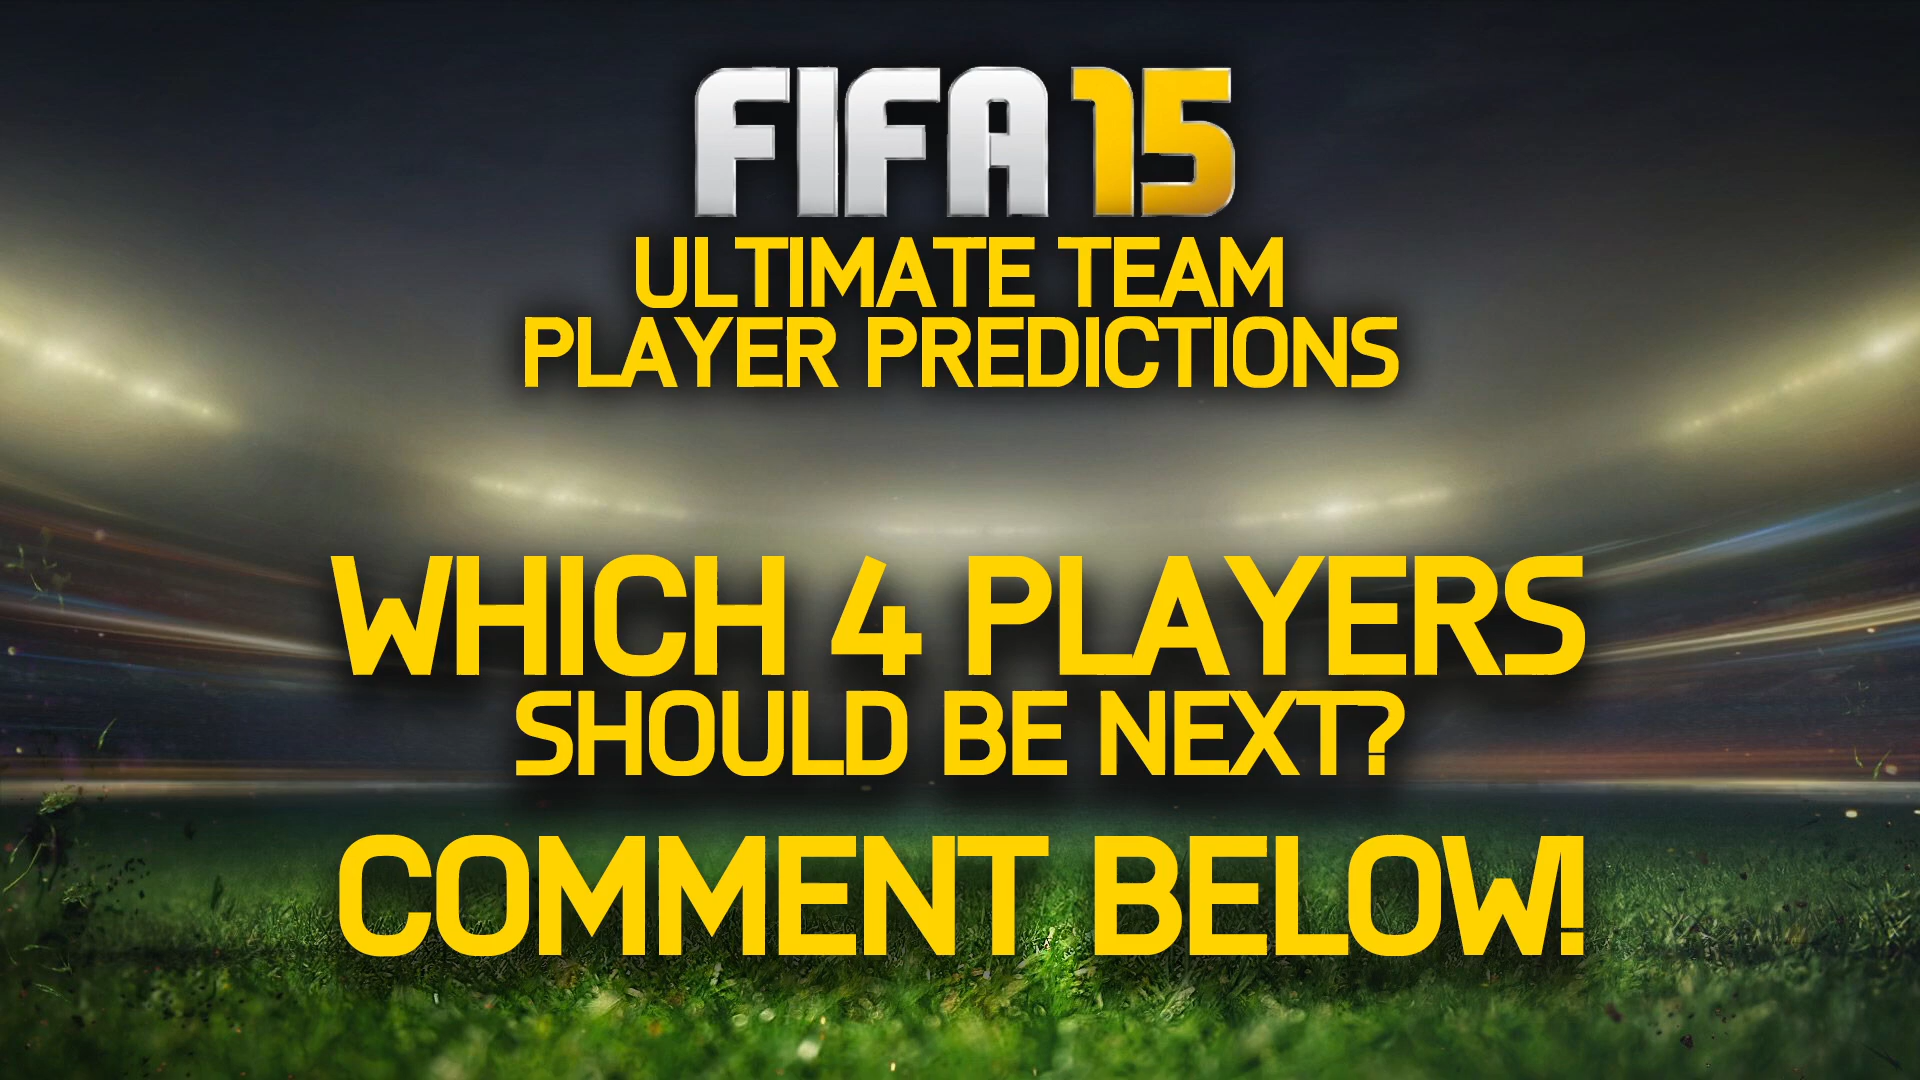 FIFA 15
ULTIMATE TEAM
PLAYER PREDICTIONS
WHICH 4 PLAYERS
SHOULD BE NEXT?
COMMENT BELOW!